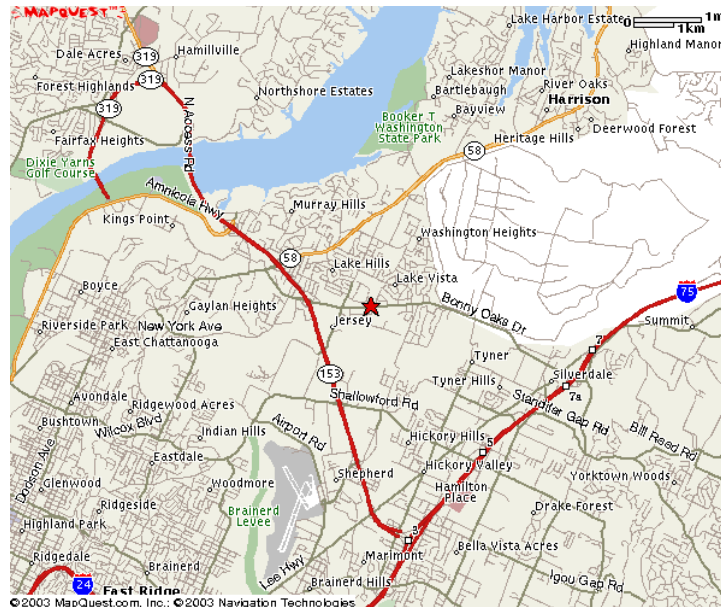 MAPQUEST
0 1m
1km
Lake Harbor Estate
Highland Manor
Hamillville
Dale Acres
319
319
Forest Highlands
319
Northshore Estates
Lakeshor Manor
Bartlebaugh
Bayview
River Oaks
Harrison
Deerwood Forest
Heritage Hills
Booker T
Washington
State Park
N Access Rd
Fairfax Heights
Dixie Yarns
Golf Course
58
Amnicola Hwy
Kings Point
Murray Hills
Washington Heights
58
Lake Hills
Lake Vista
Boyce
Gaylan Heights
Jersey
Bonny Oaks Dr
75
Summit
Riverside Park
New York Ave
East Chattanooga
7
Tyner
Silverdale
7a
153
Tyner Hills
Standifer Gap Rd
Shallowford Rd
Avondale
Ridgewood Acres
Bushtown
Wilcox Blvd
Indian Hills
Airport Rd
Hickory Hills
5
Bill Reed Rd
Dodson Ave
Eastdale
Hickory Valley
Glenwood
Woodmore
Shepherd
Hamilton
Place
Yorktown Woods
Ridgeside
Brainerd
Levee
Drake Forest
Highland Park
3
Ridgedale
Brainerd
Lee Hwy
Marlmont
Bella Vista Acres
24
East Ridge
Brainerd Hills
Igou Gap Rd
©2003 MapQuest.com, Inc.; ©2003 Navigation Technologies